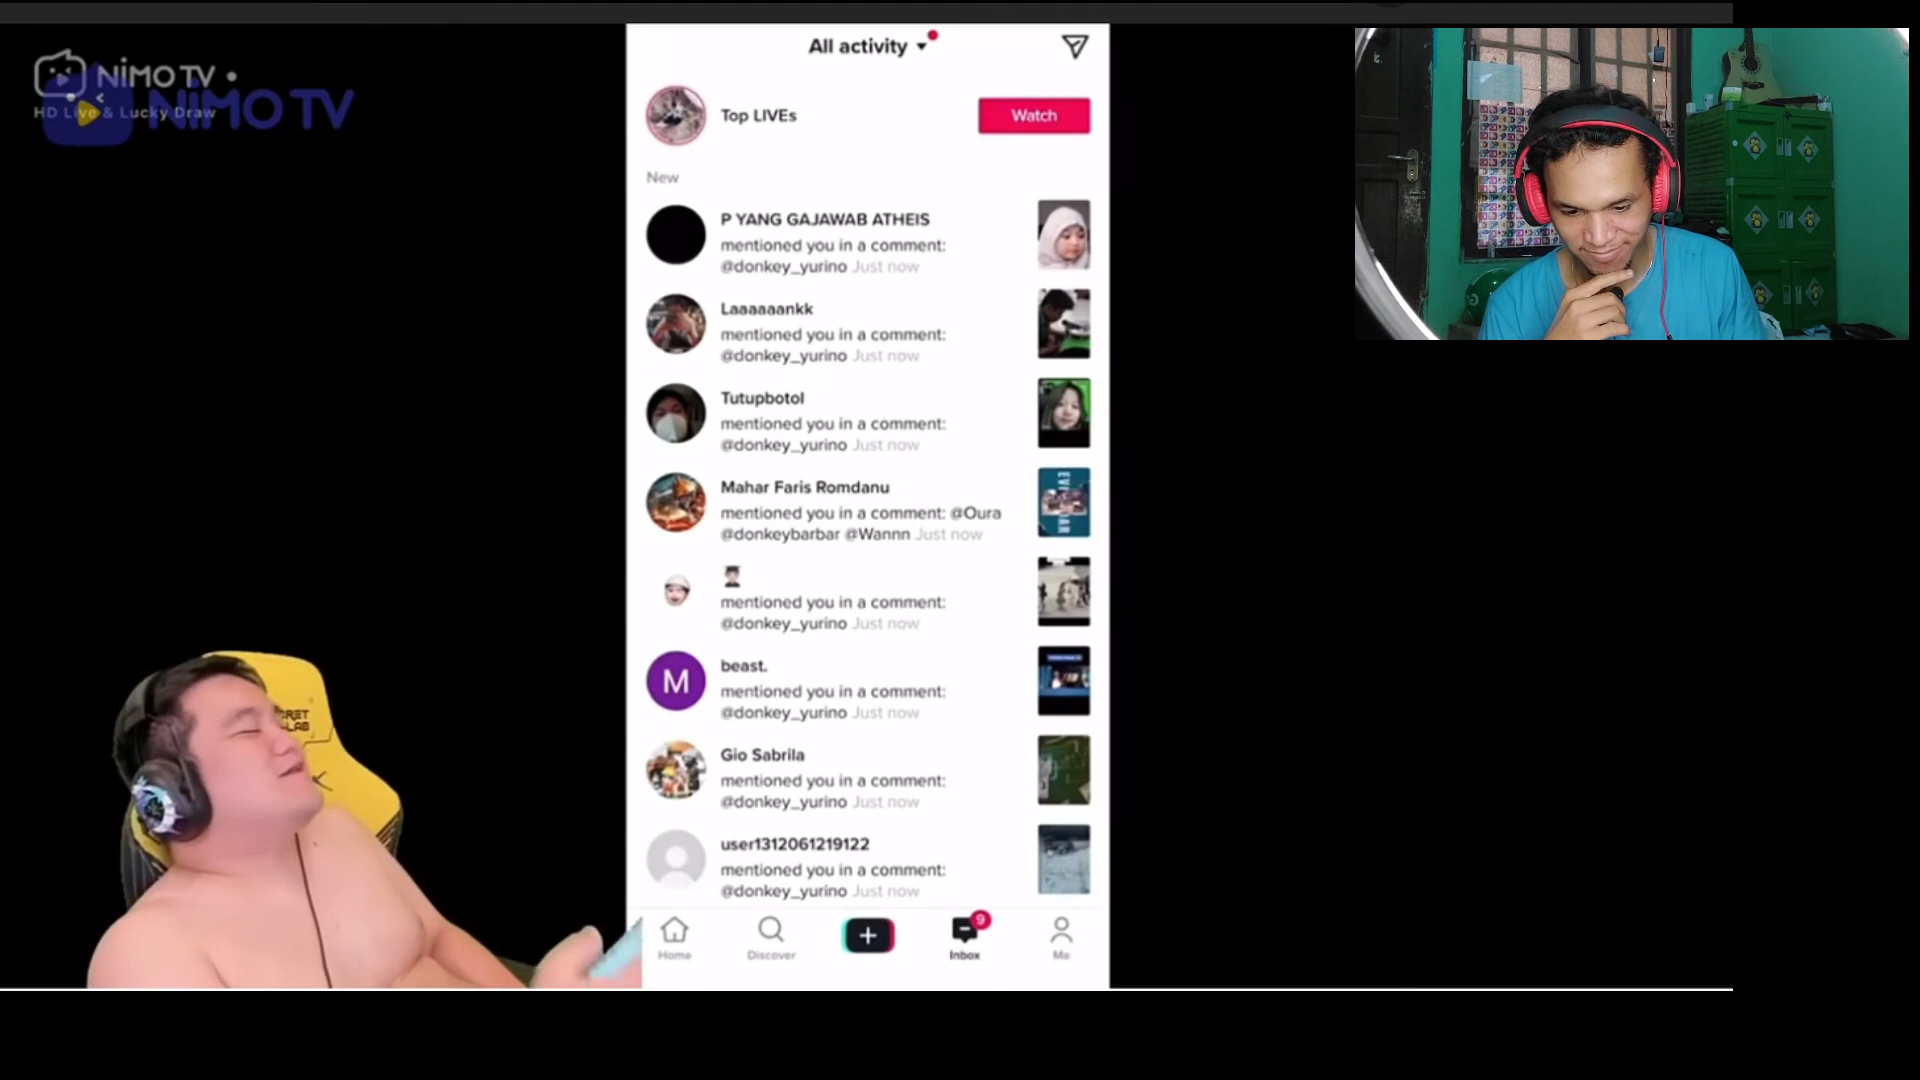 NIMO TV
HD Live & Lucky Draw
NIMO TV
All activity
Top LIVEs
Watch
New
P YANG GAJAWAB ATHEIS
mentioned you in a comment:
@donkey_yurino Just now
Laaaaaankk
mentioned you in a comment:
@donkey_yurino Just now
Tutupbotol
mentioned you in a comment:
@donkey_yurino Just now
Mahar Faris Romdanu
mentioned you in a comment: @Oura
@donkeybarbar @Wannn Just now
mentioned you in a comment:
@donkey_yurino Just now
M
beast.
mentioned you in a comment:
@donkey_yurino Just now
Gio Sabrila
mentioned you in a comment:
@donkey_yurino Just now
user1312061219122
mentioned you in a comment:
@donkey_yurino Just now
Home
Discover
9
Inbox
Me